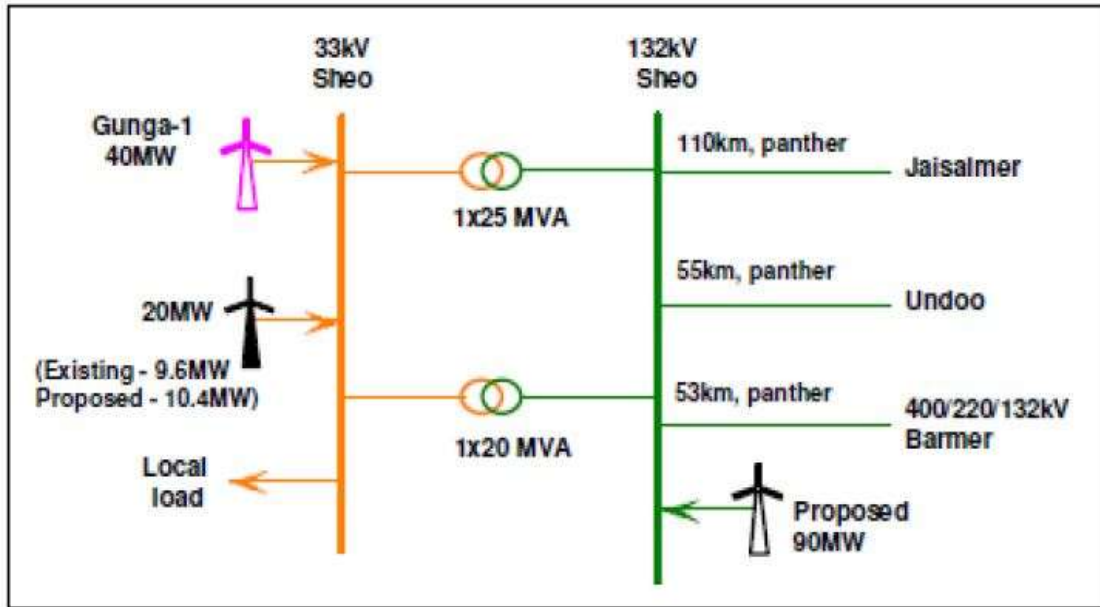 33kV
Sheo
132kV
Sheo
Gunga-1
40MW
110km, panther
Jaisalmer
1x25 MVA
55km, panther
Undoo
20MW
(Existing - 9.6MW
Proposed - 10.4MW)
53km, panther
400/220/132kV
Barmer
1x20 MVA
Local
load
Proposed
90MW